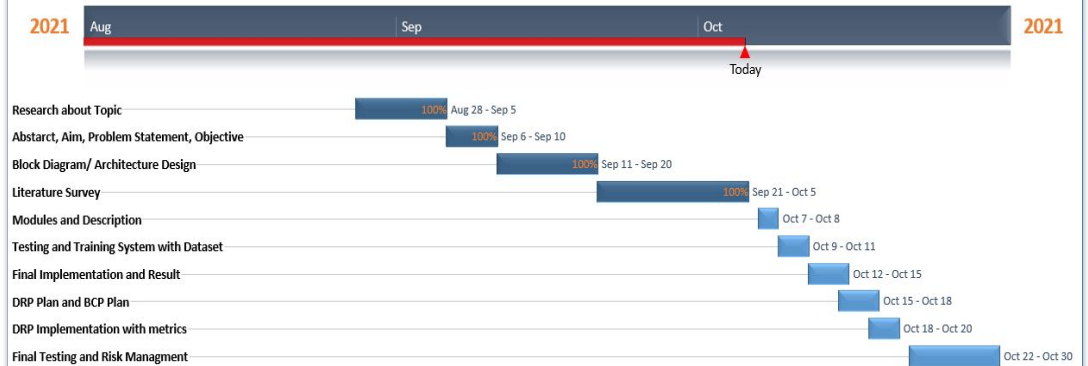 2021 Aug Sep Oct 2021
Today
Research about Topic 100% Aug 28 - Sep 5
Abstarct, Aim, Problem Statement, Objective 100% Sep 6 - Sep 10
Block Diagram/ Architecture Design 100% Sep 11 - Sep 20
Literature Survey 100% Sep 21 - Oct 5
Modules and Description Oct 7 - Oct 8
Testing and Training System with Dataset Oct 9 - Oct 11
Final Implementation and Result Oct 12 - Oct 15
DRP Plan and BCP Plan Oct 15 - Oct 18
DRP Implementation with metrics Oct 18 - Oct 20
Final Testing and Risk Managment Oct 22 - Oct 30